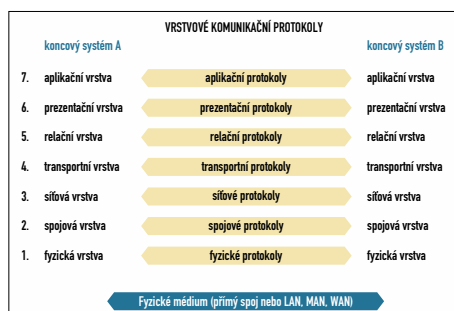 VRSTVOVÉ KOMUNIKAČNÍ PROTOKOLY
koncový systém A koncový systém B
7. aplikační vrstva aplikační protokoly aplikační vrstva
6. prezentační vrstva prezentační protokoly prezentační vrstva
5. relační vrstva relační protokoly relační vrstva
4. transportní vrstva transportní protokoly transportní vrstva
3. síťová vrstva síťové protokoly síťová vrstva
2. spojová vrstva spojové protokoly spojová vrstva
1. fyzická vrstva fyzické protokoly fyzická vrstva
Fyzické médium (přímý spoj nebo LAN, MAN, WAN)